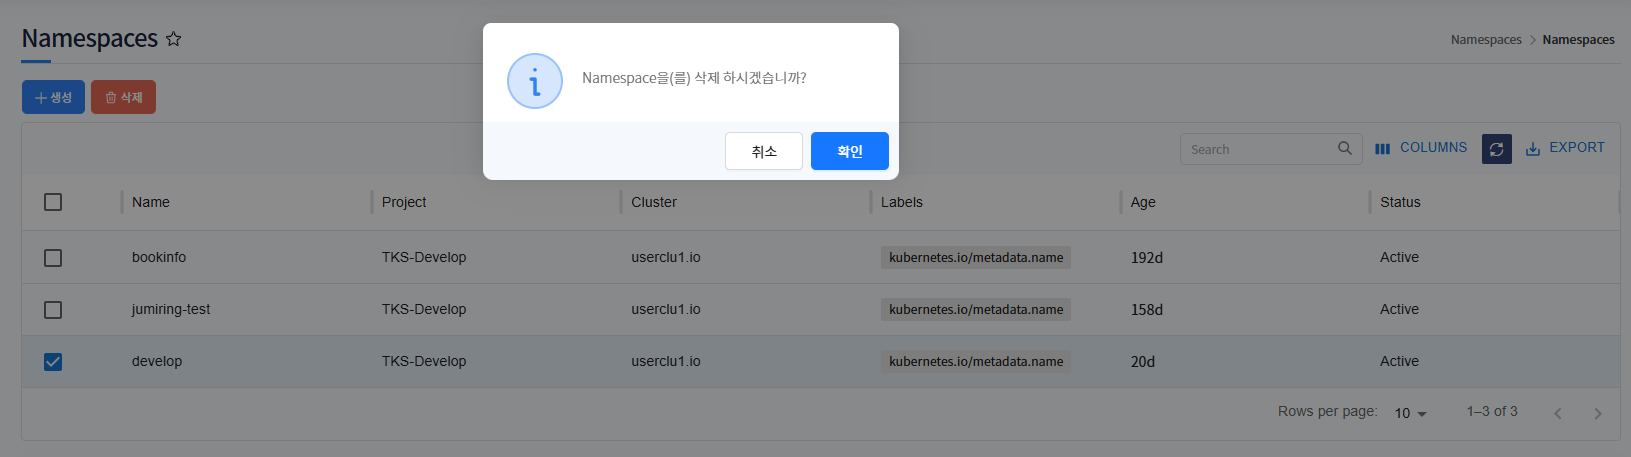 Namespaces
Namespaces > Namespaces
+ 생성 삭제
Namespace을(를) 삭제 하시겠습니까?
취소 확인
Search COLUMNS EXPORT
Name Project Cluster Labels Age Status
bookinfo TKS-Develop userclu1.io kubernetes.io/metadata.name 192d Active
jumiring-test TKS-Develop userclu1.io kubernetes.io/metadata.name 158d Active
develop TKS-Develop userclu1.io kubernetes.io/metadata.name 20d Active
Rows per page: 10 1–3 of 3